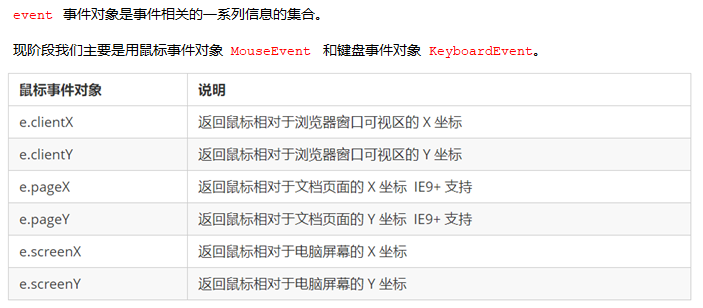 event 事件对象是事件相关的一系列信息的集合。
现阶段我们主要是用鼠标事件对象 MouseEvent 和键盘事件对象 KeyboardEvent。
鼠标事件对象 说明
e.clientX 返回鼠标相对于浏览器窗口可视区的 X 坐标
e.clientY 返回鼠标相对于浏览器窗口可视区的 Y 坐标
e.pageX 返回鼠标相对于文档页面的 X 坐标 IE9+ 支持
e.pageY 返回鼠标相对于文档页面的 Y 坐标 IE9+ 支持
e.screenX 返回鼠标相对于电脑屏幕的 X 坐标
e.screenY 返回鼠标相对于电脑屏幕的 Y 坐标